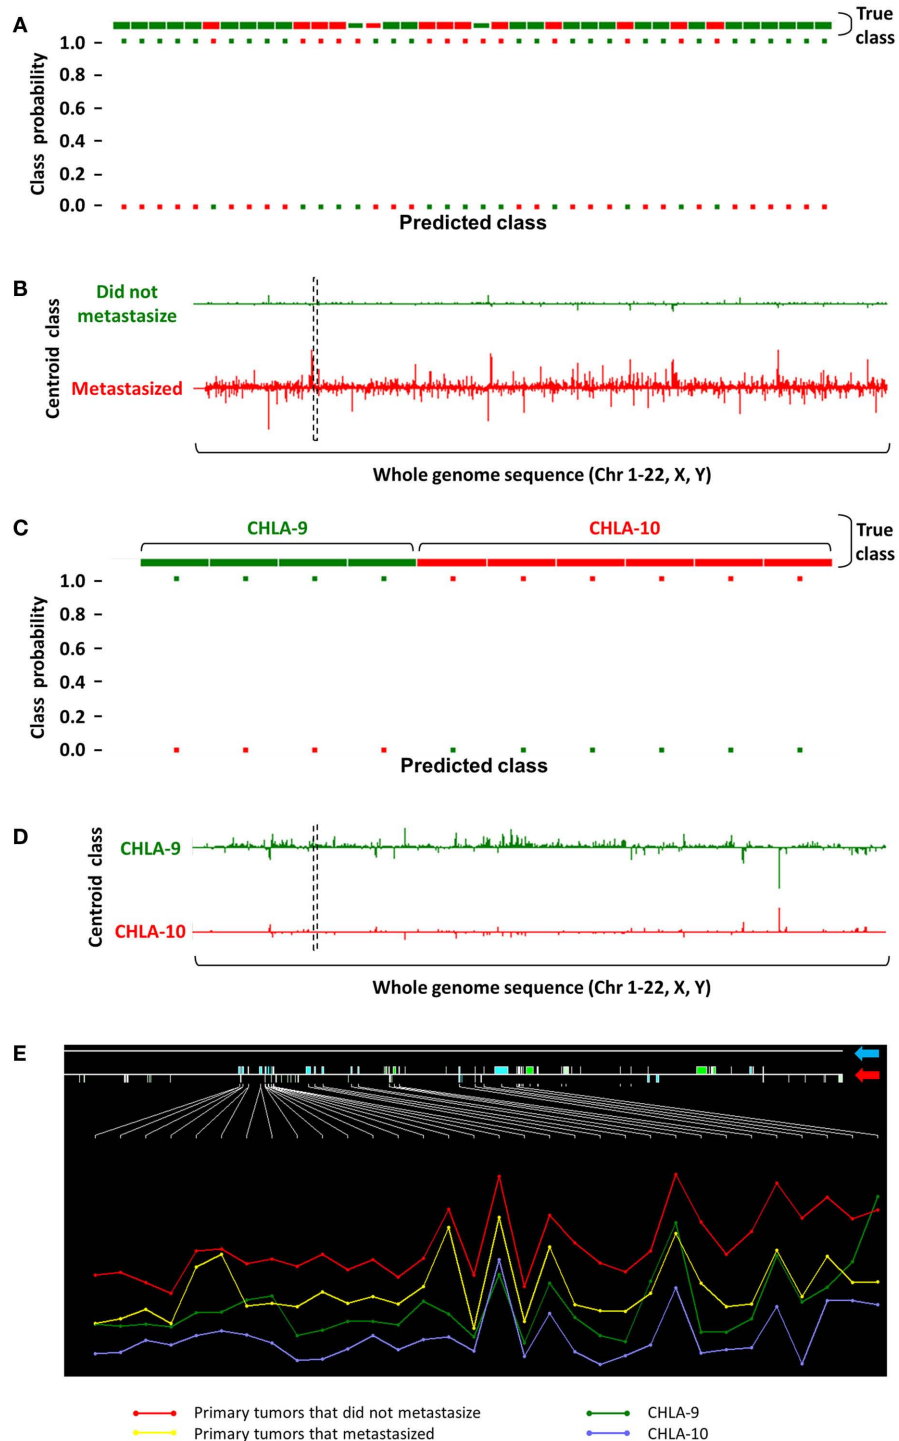 A
True
class
1.0
0.8
0.6
0.4
0.2
0.0
Class probability
Predicted class
B
Centroid class
Did not
metastasize
Metastasized
Whole genome sequence (Chr 1-22, X, Y)
C
CHLA-9
CHLA-10
True
class
1.0
0.8
0.6
0.4
0.2
0.0
Class probability
Predicted class
D
Centroid class
CHLA-9
CHLA-10
Whole genome sequence (Chr 1-22, X, Y)
E
Primary tumors that did not metastasize
CHLA-9
Primary tumors that metastasized
CHLA-10